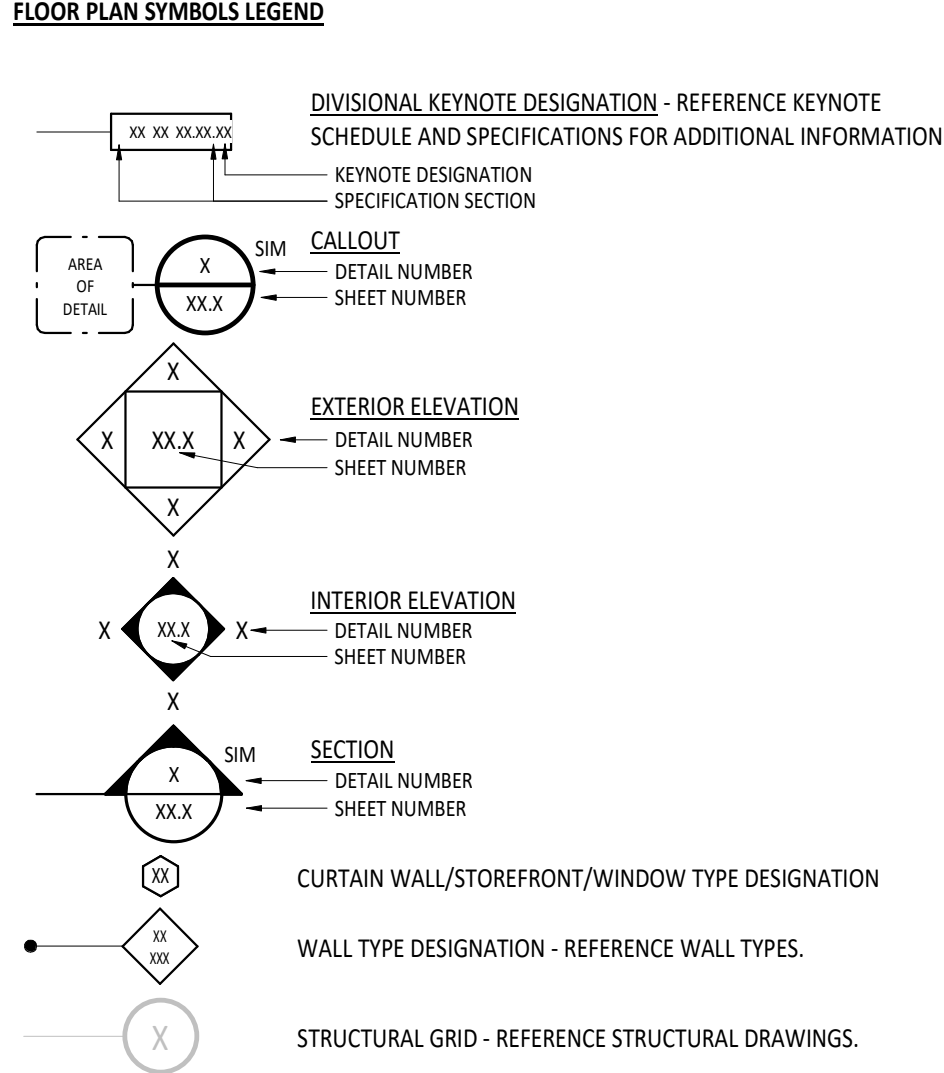 FLOOR PLAN SYMBOLS LEGEND
XX XX XX.XX.XX
DIVISIONAL KEYNOTE DESIGNATION - REFERENCE KEYNOTE
SCHEDULE AND SPECIFICATIONS FOR ADDITIONAL INFORMATION
KEYNOTE DESIGNATION
SPECIFICATION SECTION
AREA
OF
DETAIL
X
XX.X
SIM
CALLOUT
DETAIL NUMBER
SHEET NUMBER
X
X XX.X X
X
EXTERIOR ELEVATION
DETAIL NUMBER
SHEET NUMBER
X
X XX.X X
X
INTERIOR ELEVATION
DETAIL NUMBER
SHEET NUMBER
X
XX.X
SIM
SECTION
DETAIL NUMBER
SHEET NUMBER
XX
CURTAIN WALL/STOREFRONT/WINDOW TYPE DESIGNATION
XX
XXX
WALL TYPE DESIGNATION - REFERENCE WALL TYPES.
X
STRUCTURAL GRID - REFERENCE STRUCTURAL DRAWINGS.